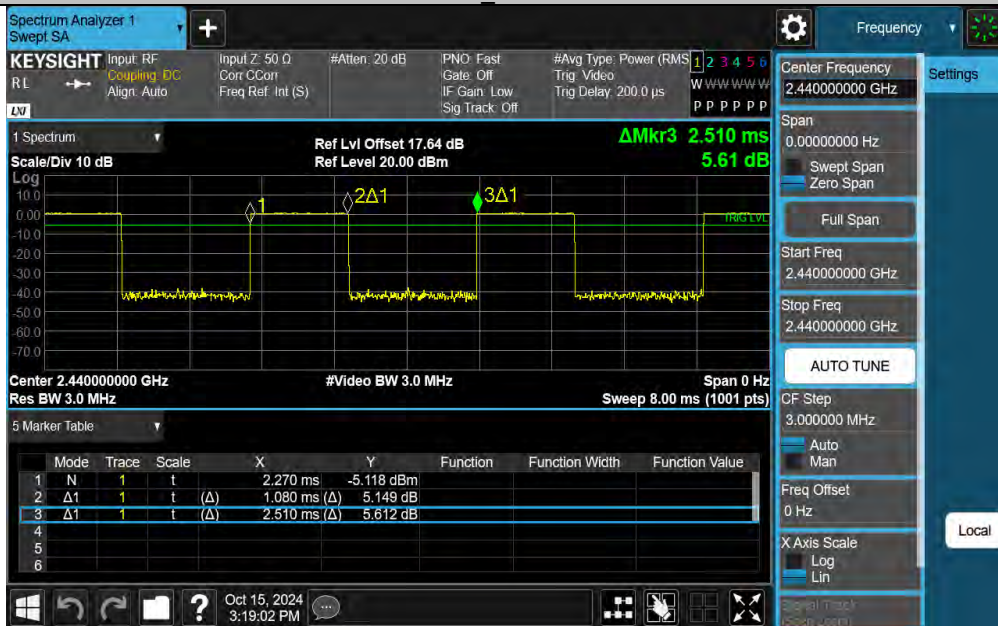 Spectrum Analyzer 1
Swept SA
Frequency
KEYSIGHT
RL
LXI
Input: RF
Coupling: DC
Align: Auto
Input Z: 50 Ω
Corr CCorr
Freq Ref: Int (S)
#Atten: 20 dB
PNO: Fast
Gate: Off
IF Gain: Low
Sig Track: Off
#Avg Type: Power (RMS
Trig: Video
Trig Delay: 200.0 µs
1 2 3 4 5 6
W W W W W W
P P P P P P
1 Spectrum
Scale/Div 10 dB
Ref Lvl Offset 17.64 dB
Ref Level 20.00 dBm
ΔMkr3 2.510 ms
5.61 dB
Log
10.0
0.00
-10.0
-20.0
-30.0
-40.0
-50.0
-60.0
-70.0
1
2Δ1
3Δ1
TRIG LVL
Center 2.440000000 GHz
#Video BW 3.0 MHz
Span 0 Hz
Res BW 3.0 MHz
Sweep 8.00 ms (1001 pts)
5 Marker Table
Mode Trace Scale X Y Function Function Width Function Value
1 N 1 t 2.270 ms -5.118 dBm
2 Δ1 1 t (Δ) 1.080 ms (Δ) 5.149 dB
3 Δ1 1 t (Δ) 2.510 ms (Δ) 5.612 dB
4
5
6
Oct 15, 2024
3:19:02 PM
Center Frequency
2.440000000 GHz
Settings
Span
0.00000000 Hz
Swept Span
Zero Span
Full Span
Start Freq
2.440000000 GHz
Stop Freq
2.440000000 GHz
AUTO TUNE
CF Step
3.000000 MHz
Auto
Man
Freq Offset
0 Hz
X Axis Scale
Log
Lin
Signal Track
(Span Zoom)
Local